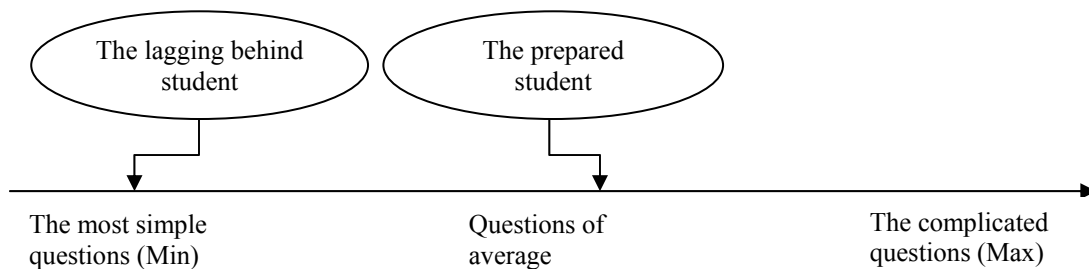 The lagging behind
student
The prepared
student
The most simple
questions (Min)
Questions of
average
The complicated
questions (Max)